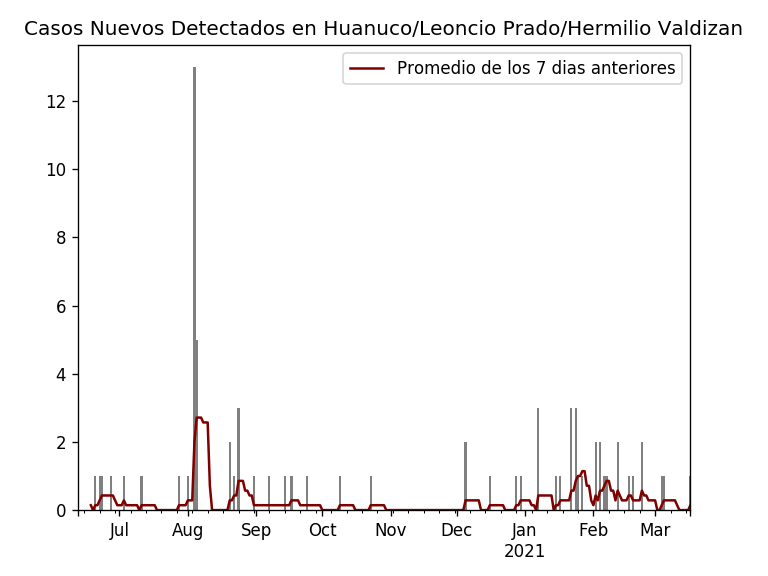 Casos Nuevos Detectados en Huanuco/Leoncio Prado/Hermilio Valdizan
Promedio de los 7 dias anteriores
12
10
8
6
4
2
0
Jul Aug Sep Oct Nov Dec Jan Feb Mar
2021